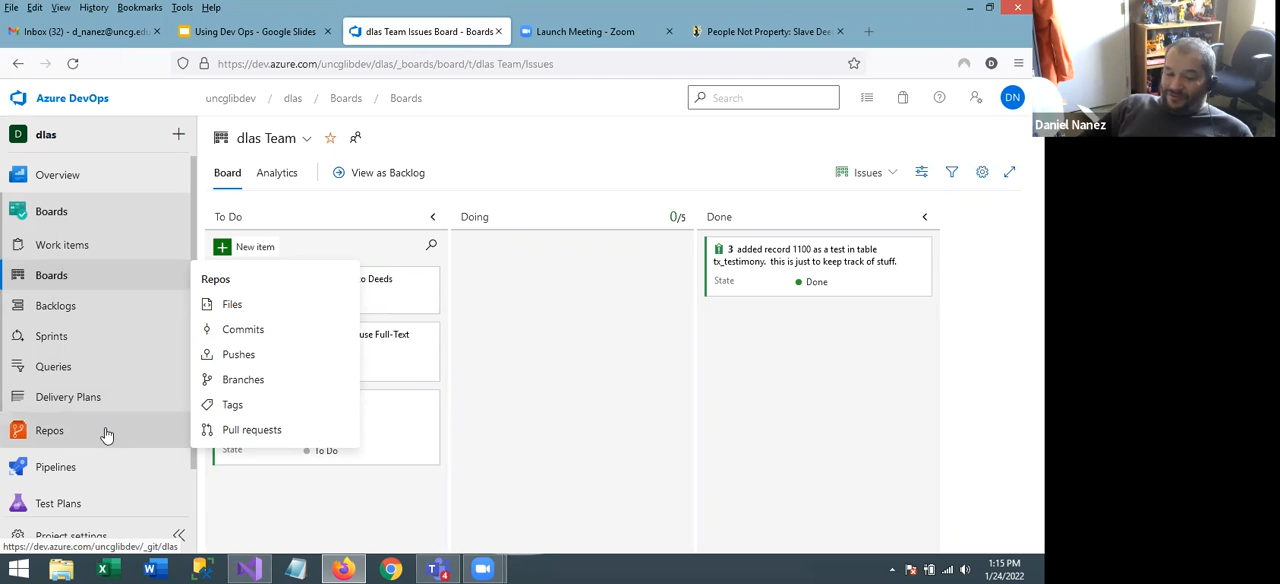 File Edit View History Bookmarks Tools Help
Inbox (32) - d_nanez@uncg.edu
Using Dev Ops - Google Slides
dlas Team Issues Board - Boards
Launch Meeting - Zoom
People Not Property: Slave Dee
https://dev.azure.com/uncglibdev/dlas/_boards/board/t/dlas Team/Issues
Daniel Nanez
Azure DevOps
uncglibdev / dlas / Boards / Boards
Search
DN
D dlas
Overview
Boards
Work items
Boards
Backlogs
Sprints
Queries
Delivery Plans
Repos
Pipelines
Test Plans
Project settings
https://dev.azure.com/uncglibdev/_git/dlas
dlas Team
Board Analytics View as Backlog
Issues
To Do
New item
o Deeds
use Full-Text
State To Do
Repos
Files
Commits
Pushes
Branches
Tags
Pull requests
Doing 0/5
Done
3 added record 1100 as a test in table
tx_testimony. this is just to keep track of stuff.
State Done
4
1:15 PM
1/24/2022